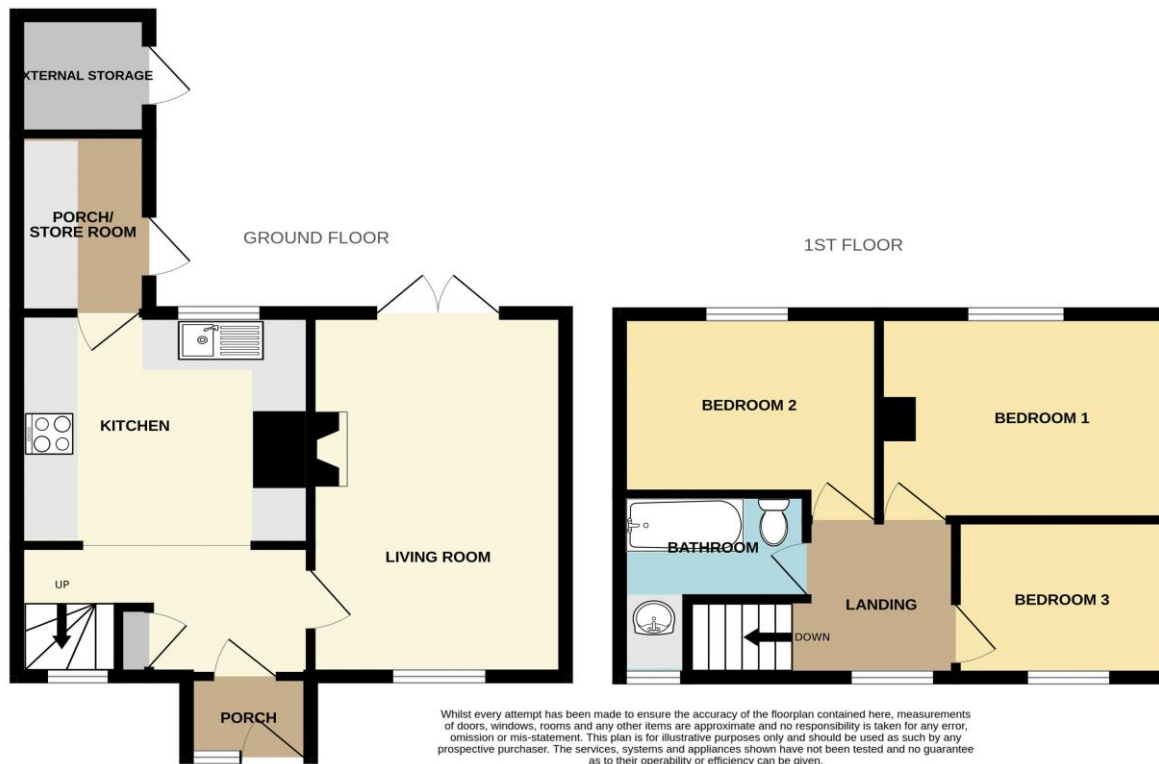 XTERNAL STORAGE
PORCH/
STORE ROOM
GROUND FLOOR
1ST FLOOR
KITCHEN
LIVING ROOM
UP
PORCH
BEDROOM 2
BEDROOM 1
BATHROOM
LANDING
DOWN
BEDROOM 3
Whilst every attempt has been made to ensure the accuracy of the floorplan contained here, measurements
of doors, windows, rooms and any other items are approximate and no responsibility is taken for any error,
omission or mis-statement. This plan is for illustrative purposes only and should be used as such by any
prospective purchaser. The services, systems and appliances shown have not been tested and no guarantee
as to their operability or efficiency can be given.